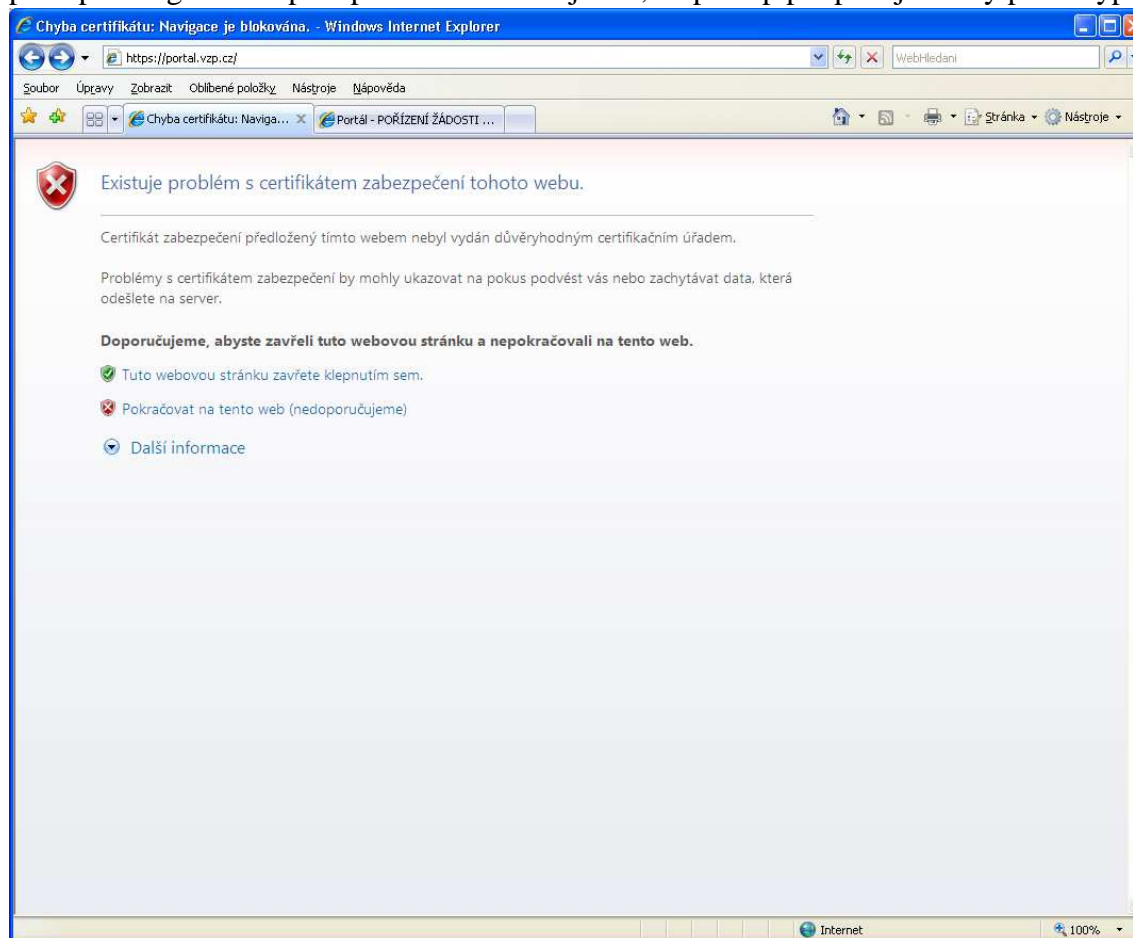 Chyba certifikátu: Navigace je blokována. - Windows Internet Explorer
https://portal.vzp.cz/
WebHledani
Soubor Úpravy Zobrazit Oblíbené položky Nástroje Nápověda
Chyba certifikátu: Naviga... Portál - POŘÍZENÍ ŽÁDOSTI ... Stránka Nástroje
Existuje problém s certifikátem zabezpečení tohoto webu.
Certifikát zabezpečení předložený tímto webem nebyl vydán důvěryhodným certifikačním úřadem.
Problémy s certifikátem zabezpečení by mohly ukazovat na pokus podvést vás nebo zachytávat data, která
odešlete na server.
Doporučujeme, abyste zavřeli tuto webovou stránku a nepokračovali na tento web.
Tuto webovou stránku zavřete klepnutím sem.
Pokračovat na tento web (nedoporučujeme)
Další informace
Internet 100%